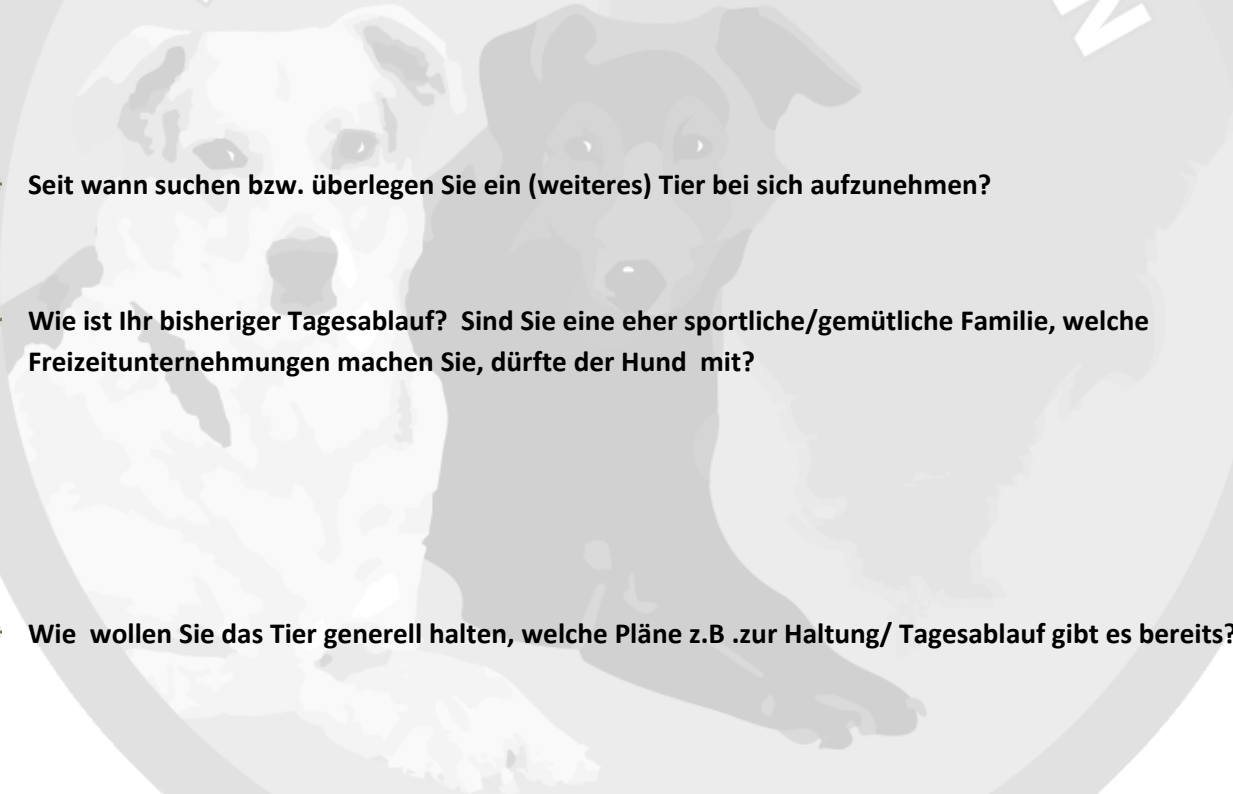 N
Seit wann suchen bzw. überlegen Sie ein (weiteres) Tier bei sich aufzunehmen?
Wie ist Ihr bisheriger Tagesablauf?  Sind Sie eine eher sportliche/gemütliche Familie, welche
Freizeitunternehmungen machen Sie, dürfte der Hund  mit?
Wie  wollen Sie das Tier generell halten, welche Pläne z.B .zur Haltung/ Tagesablauf gibt es bereits?